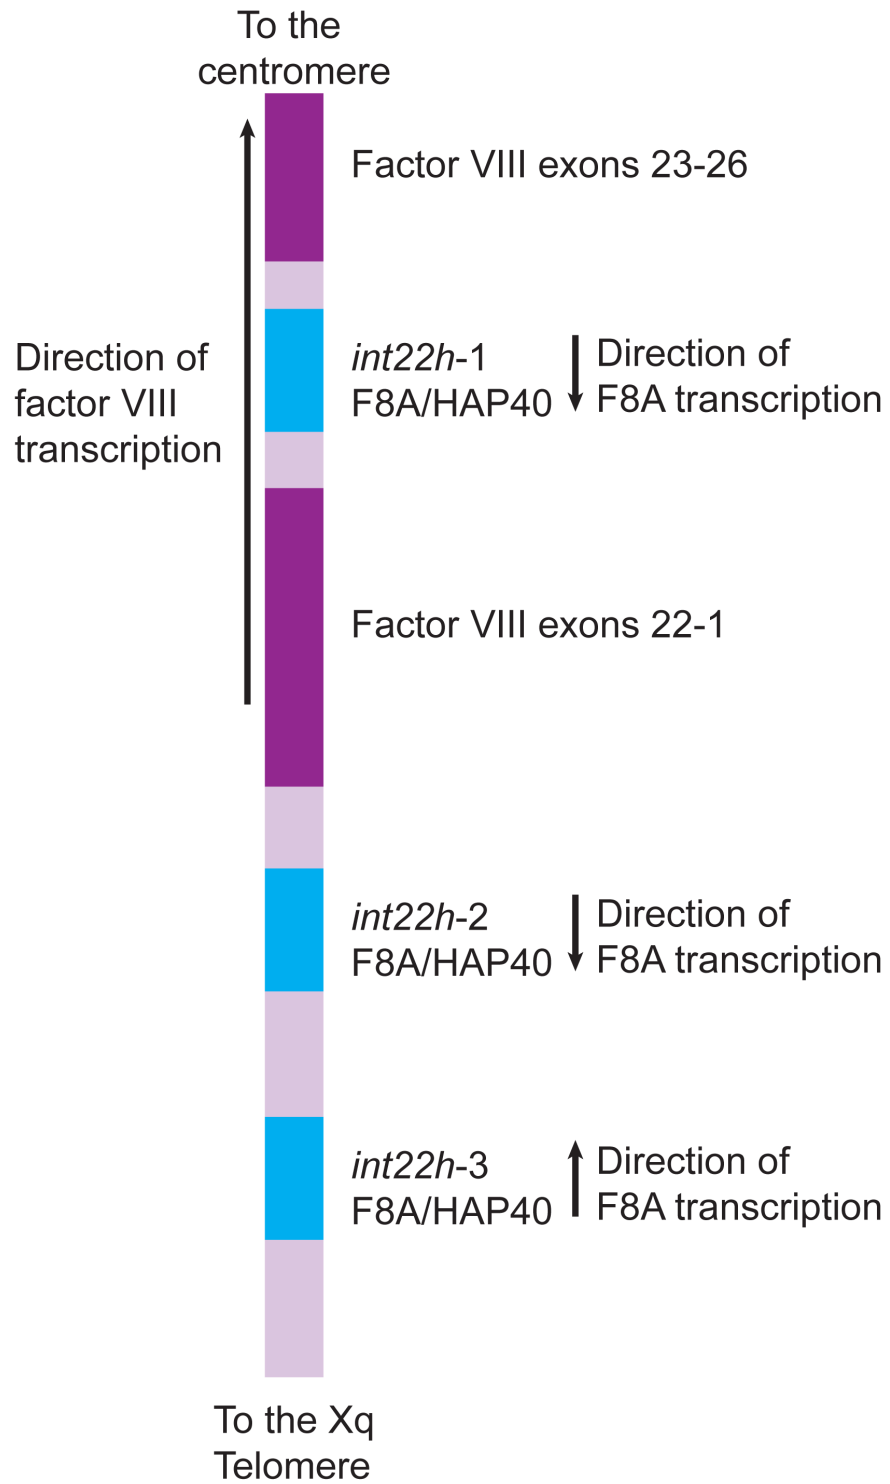 To the
centromere
Factor VIII exons 23-26
Direction of
factor VIII
transcription
int22h-1
F8A/HAP40
Direction of
F8A transcription
Factor VIII exons 22-1
int22h-2
F8A/HAP40
Direction of
F8A transcription
int22h-3
F8A/HAP40
Direction of
F8A transcription
To the Xq
Telomere